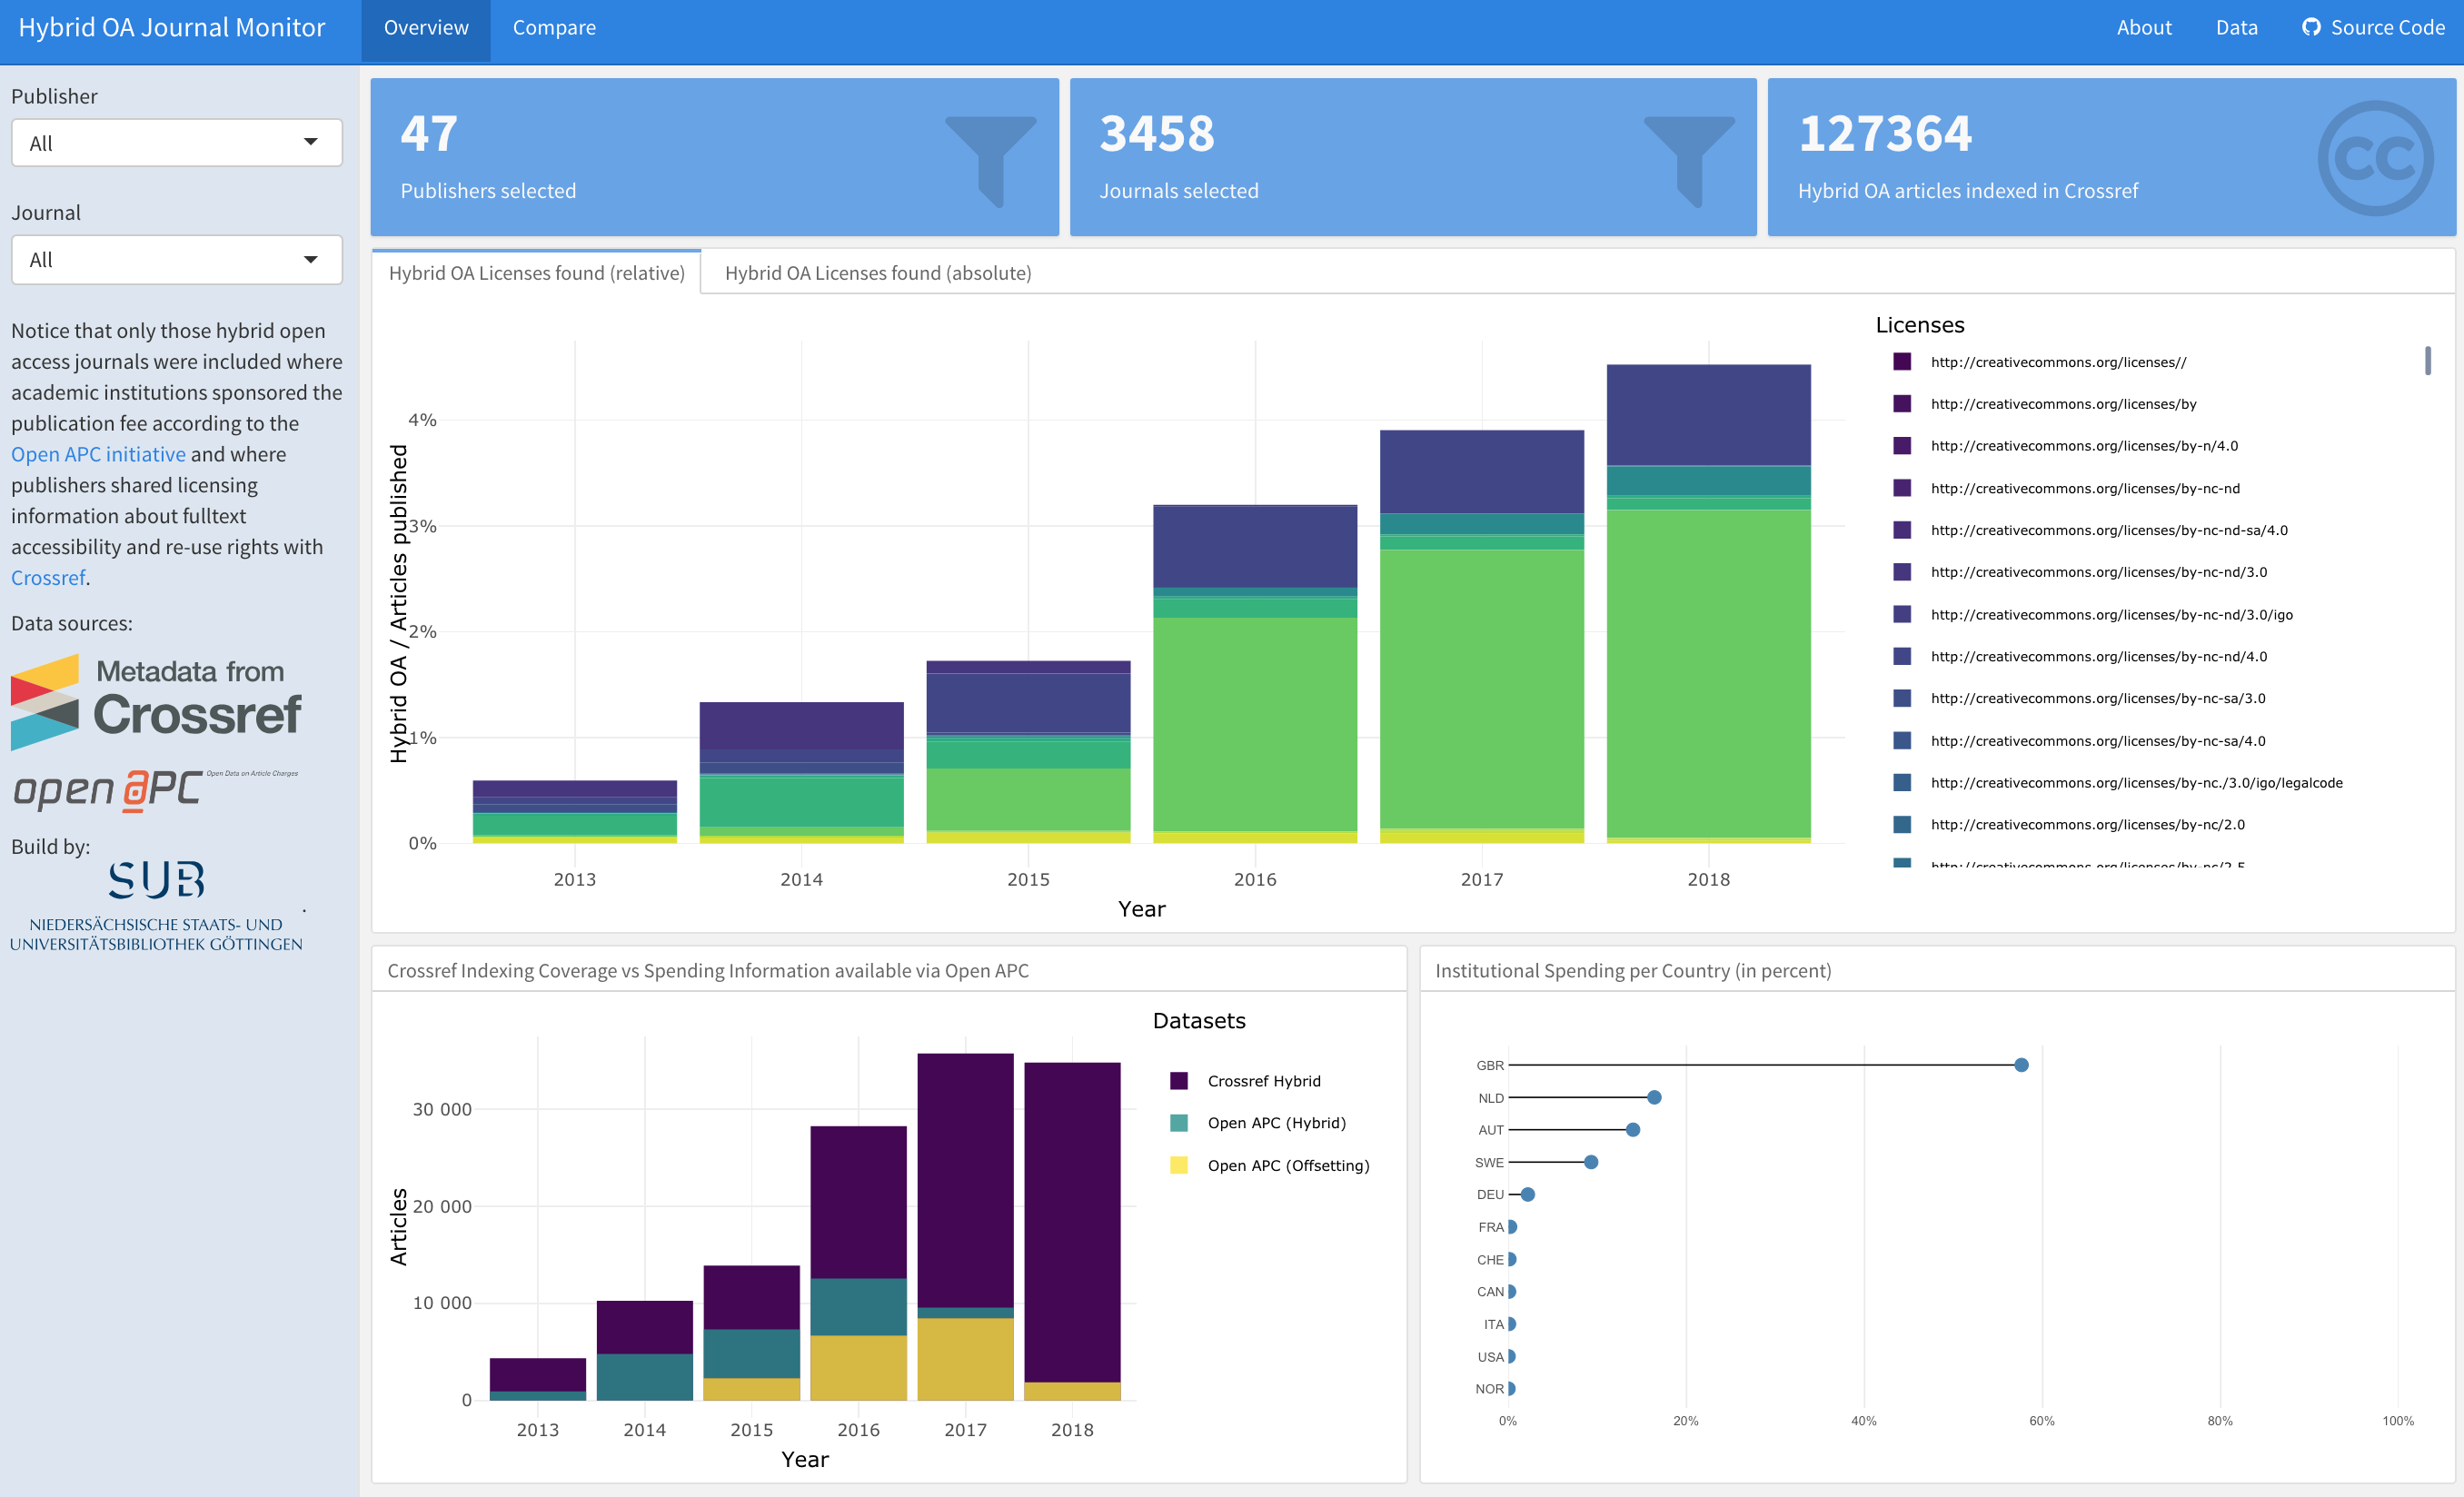 Hybrid OA Journal Monitor
Overview
Compare
About
Data
Source Code
Publisher
All
Journal
All
Notice that only those hybrid open
access journals were included where
academic institutions sponsored the
publication fee according to the
Open APC initiative and where
publishers shared licensing
information about fulltext
accessibility and re-use rights with
Crossref.
Data sources:
Metadata from
Crossref
open APC
Open Data on Article Charges
Build by:
SUB
NIEDERSÄCHSISCHE STAATS- UND
UNIVERSITÄTSBIBLIOTHEK GÖTTINGEN
.
47
Publishers selected
3458
Journals selected
127364
Hybrid OA articles indexed in Crossref
cc
Hybrid OA Licenses found (relative)
Hybrid OA Licenses found (absolute)
Hybrid OA / Articles published
4%
3%
2%
1%
0%
2013
2014
2015
2016
2017
2018
Year
Licenses
http://creativecommons.org/licenses//
http://creativecommons.org/licenses/by
http://creativecommons.org/licenses/by-n/4.0
http://creativecommons.org/licenses/by-nc-nd
http://creativecommons.org/licenses/by-nc-nd-sa/4.0
http://creativecommons.org/licenses/by-nc-nd/3.0
http://creativecommons.org/licenses/by-nc-nd/3.0/igo
http://creativecommons.org/licenses/by-nc-nd/4.0
http://creativecommons.org/licenses/by-nc-sa/3.0
http://creativecommons.org/licenses/by-nc-sa/4.0
http://creativecommons.org/licenses/by-nc./3.0/igo/legalcode
http://creativecommons.org/licenses/by-nc/2.0
http://creativecommons.org/licenses/by-nc/2.5
Crossref Indexing Coverage vs Spending Information available via Open APC
Articles
30 000
20 000
10 000
0
2013
2014
2015
2016
2017
2018
Year
Datasets
Crossref Hybrid
Open APC (Hybrid)
Open APC (Offsetting)
Institutional Spending per Country (in percent)
GBR
NLD
AUT
SWE
DEU
FRA
CHE
CAN
ITA
USA
NOR
0%
20%
40%
60%
80%
100%